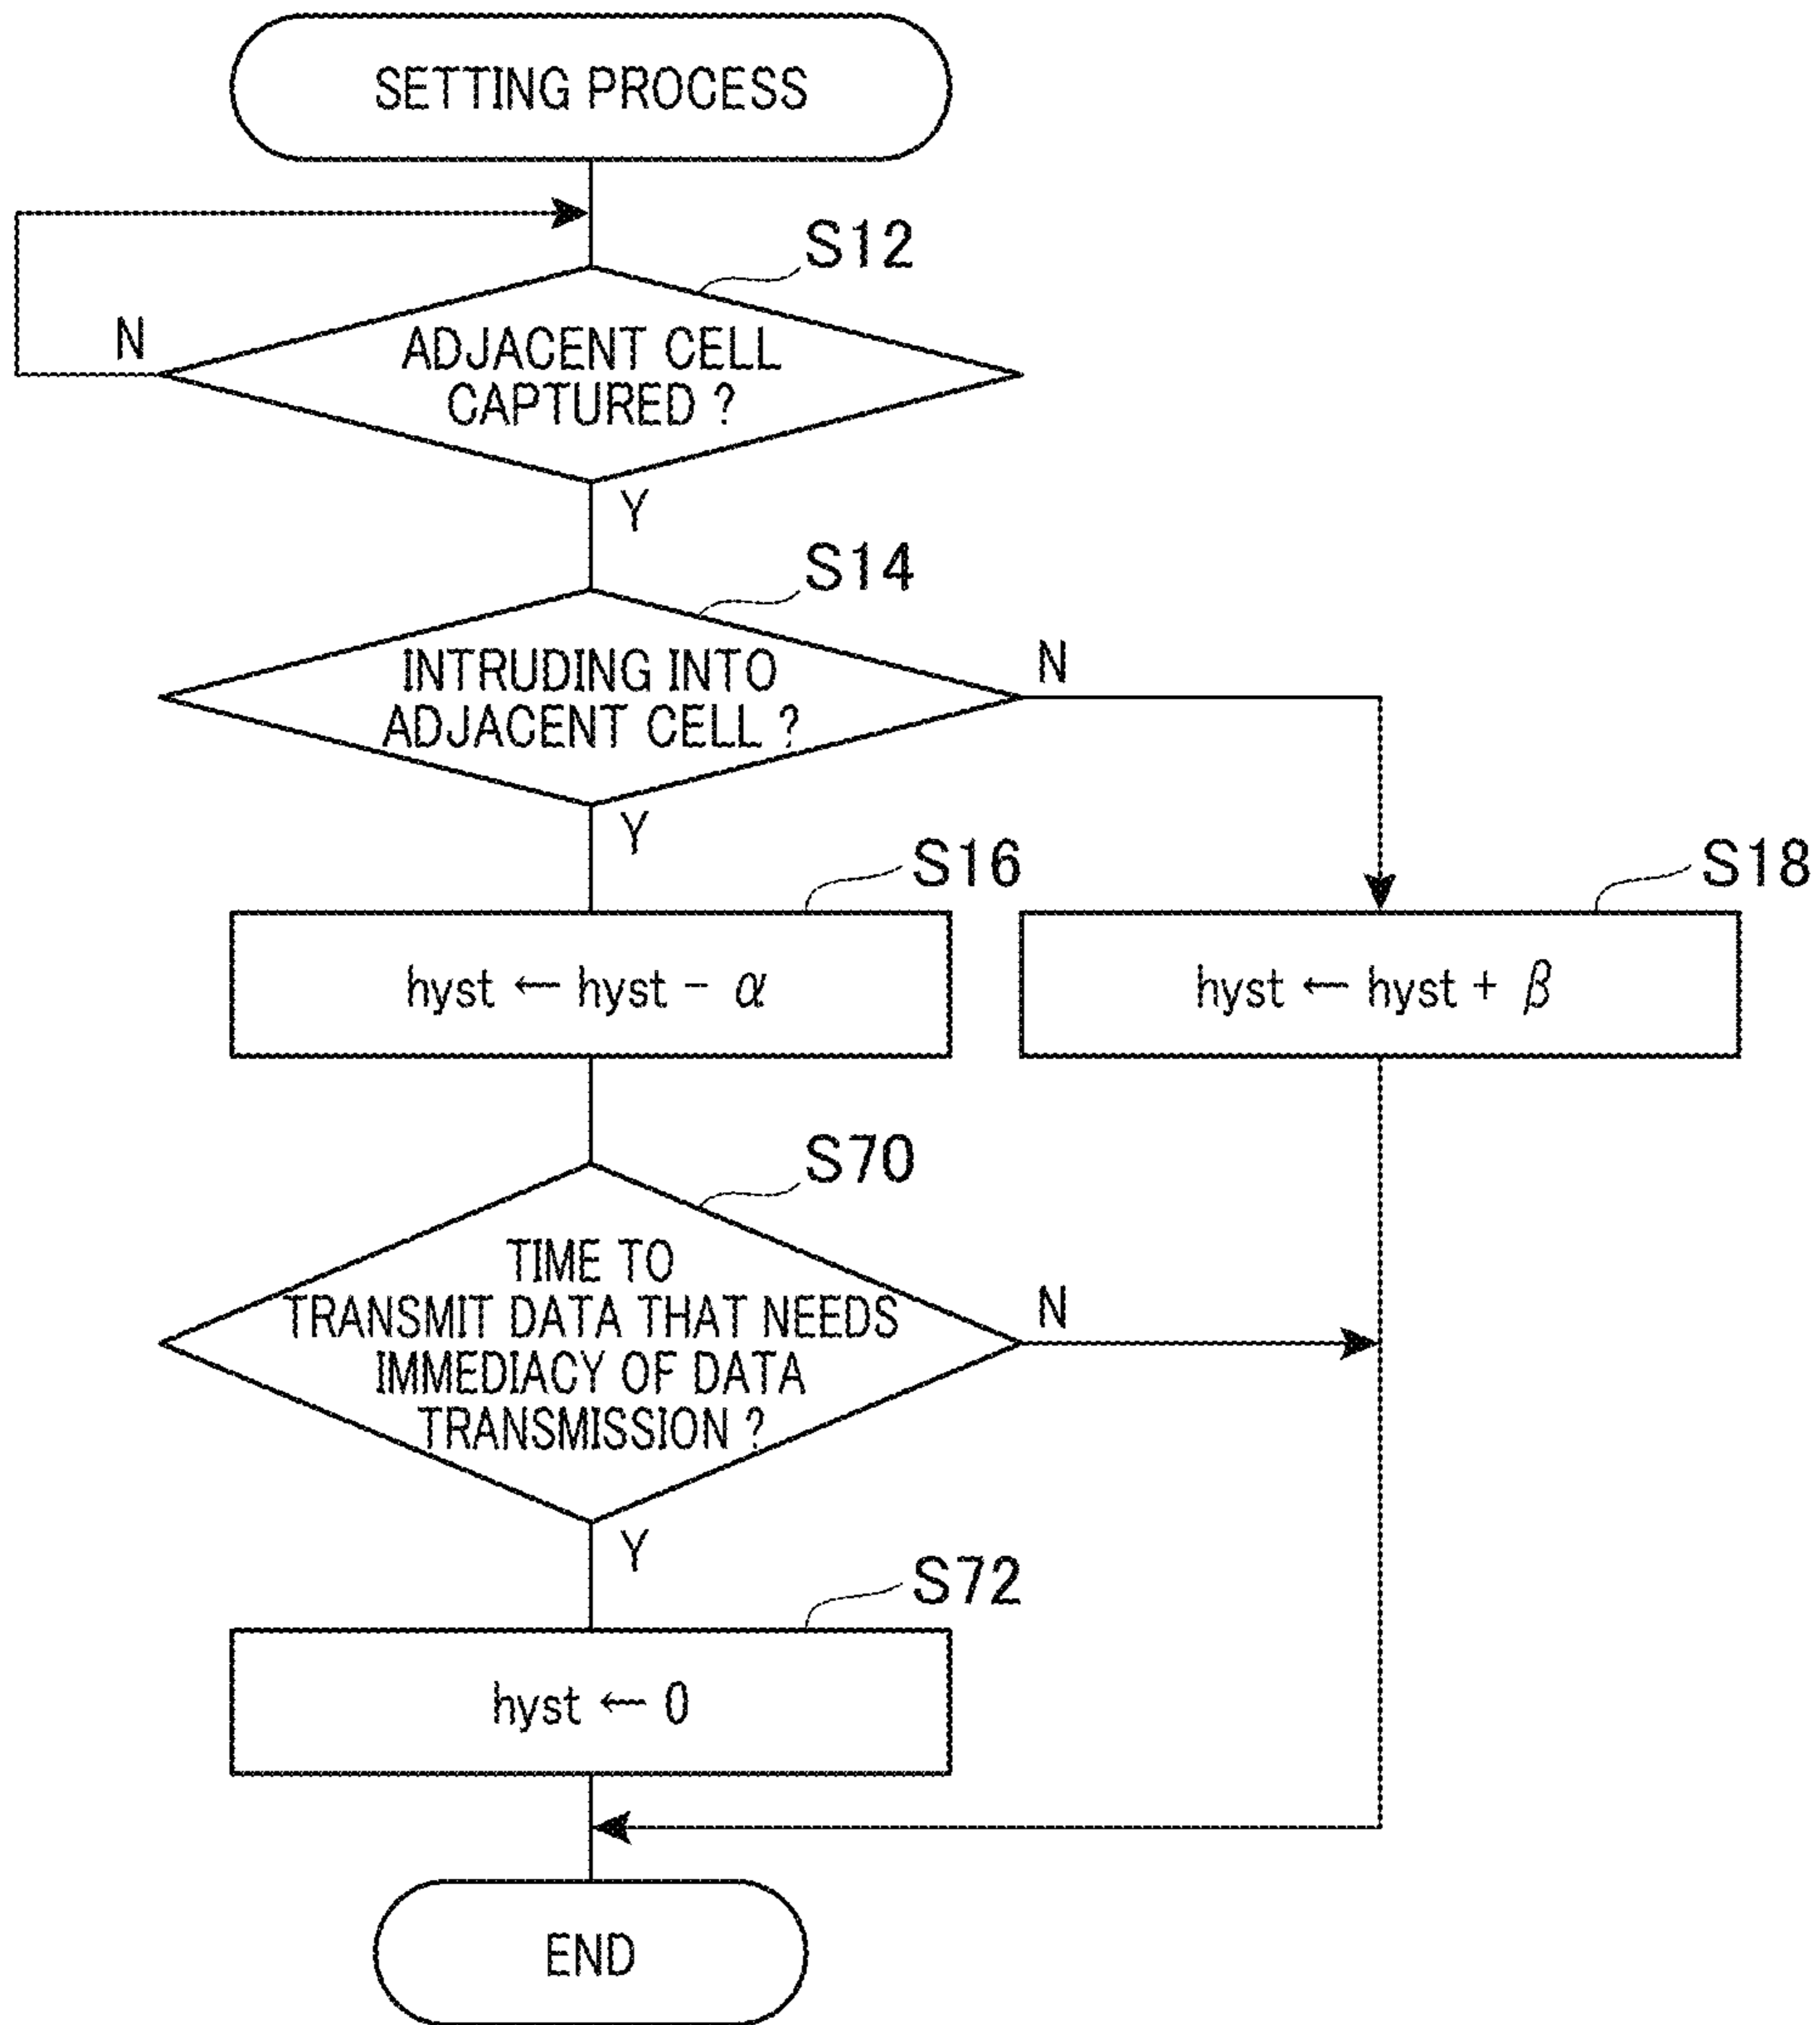 SETTING PROCESS
S12
N
ADJACENT CELL
CAPTURED ?
Y
S14
INTRUDING INTO
ADJACENT CELL ?
N
Y
S16
hyst ← hyst - α
S18
hyst ← hyst + β
S70
TIME TO
TRANSMIT DATA THAT NEEDS
IMMEDIACY OF DATA
TRANSMISSION ?
N
Y
S72
hyst ← 0
END